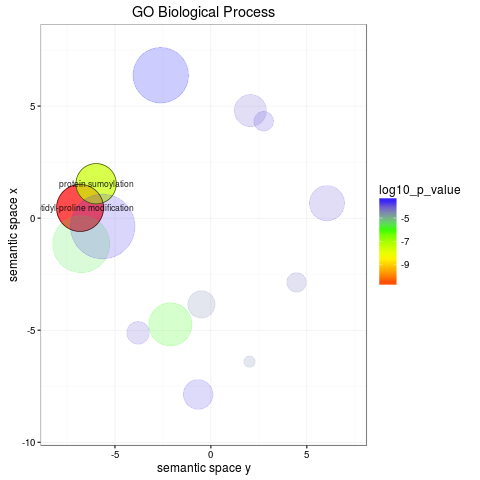 GO Biological Process
log10_p_value
-5
-7
-9
5
0
-5
-10
protein sumoylation
tidyl-proline modification
-5
0
5
semantic space y
semantic space x